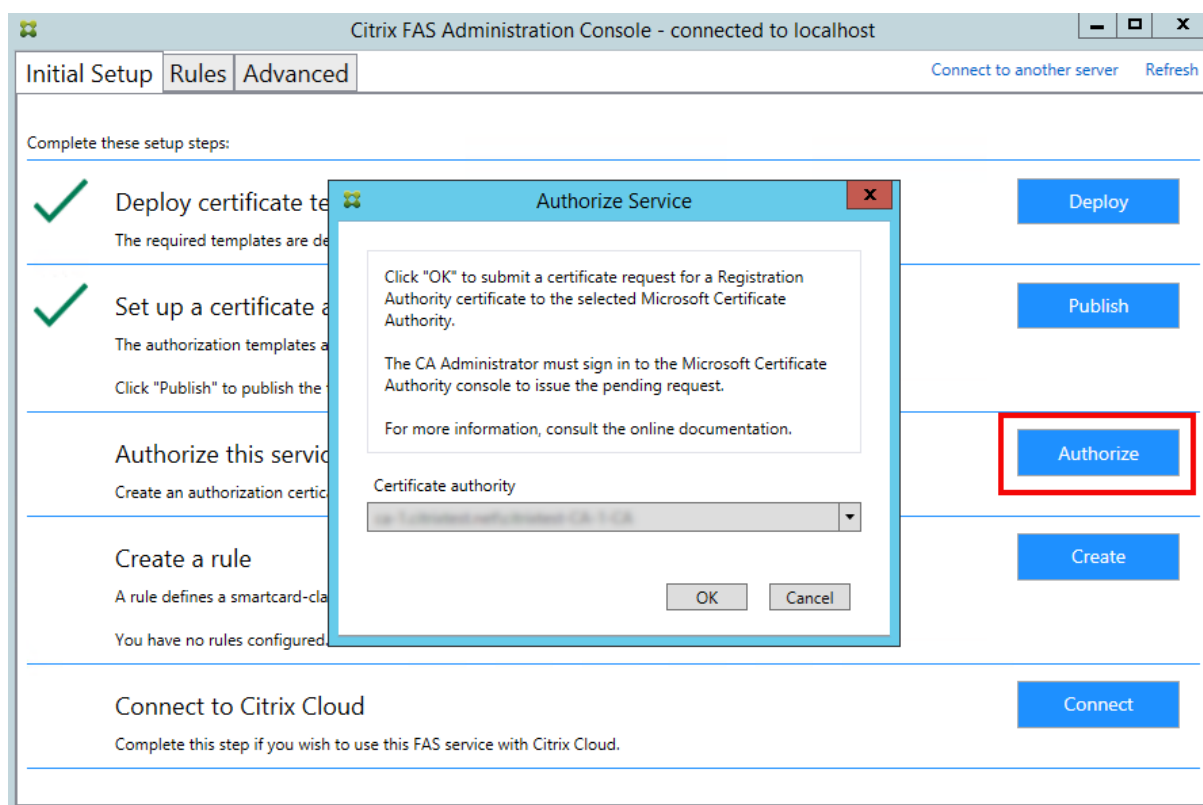 Citrix FAS Administration Console - connected to localhost
Initial Setup Rules Advanced Connect to another server Refresh
Complete these setup steps:
Deploy certificate te
Deploy
The required templates are de
Set up a certificate a
Publish
The authorization templates a
Click "Publish" to publish the
Authorize this servic
Authorize
Create an authorization certic
Create a rule
Create
A rule defines a smartcard-cla
You have no rules configured.
Connect to Citrix Cloud
Connect
Complete this step if you wish to use this FAS service with Citrix Cloud.
Authorize Service
Click "OK" to submit a certificate request for a Registration
Authority certificate to the selected Microsoft Certificate
Authority.
The CA Administrator must sign in to the Microsoft Certificate
Authority console to issue the pending request.
For more information, consult the online documentation.
Certificate authority
OK Cancel